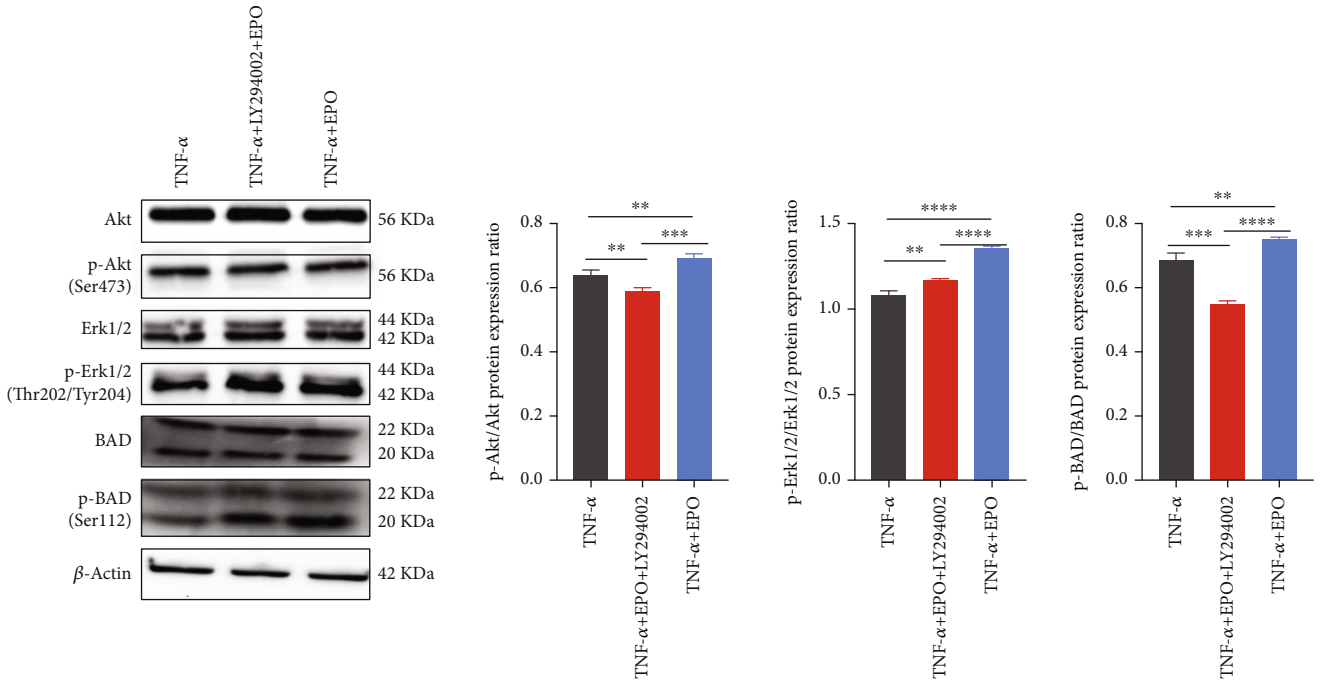 TNF-α
TNF-α+LY294002+EPO
TNF-α+EPO
Akt
56 KDa
p-Akt
(Ser473)
56 KDa
Erk1/2
44 KDa
42 KDa
p-Erk1/2
(Thr202/Tyr204)
44 KDa
42 KDa
BAD
22 KDa
20 KDa
p-BAD
(Ser112)
22 KDa
20 KDa
β-Actin
42 KDa
p-Akt/Akt protein expression ratio
0.8
0.6
0.4
0.2
0.0
**
**
***
TNF-α
TNF-α+EPO+LY294002
TNF-α+EPO
p-Erk1/2/Erk1/2 protein expression ratio
1.5
1.0
0.5
0.0
****
**
****
TNF-α
TNF-α+EPO+LY294002
TNF-α+EPO
p-BAD/BAD protein expression ratio
0.8
0.6
0.4
0.2
0.0
**
***
****
TNF-α
TNF-α+EPO+LY294002
TNF-α+EPO